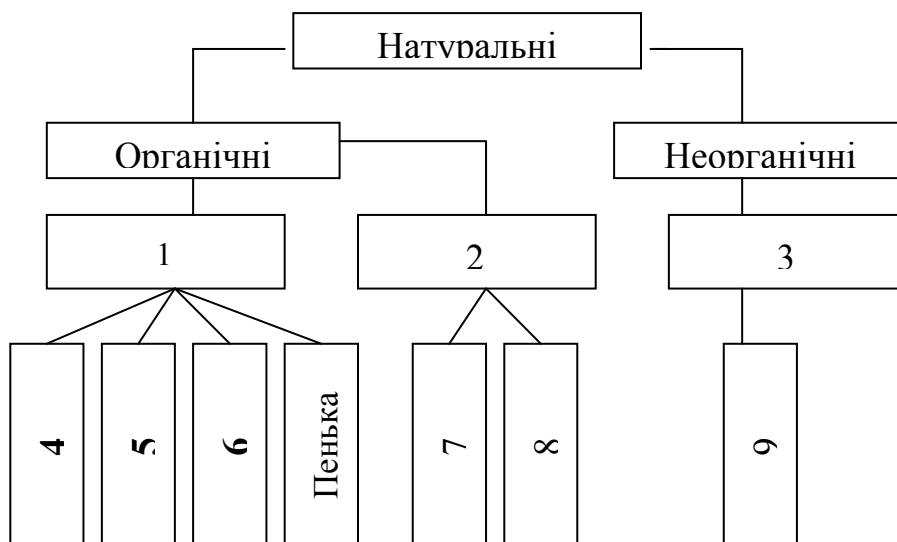 Натуральні
Органічні
Неорганічні
1
2
3
4
5
6
Пенька
7
8
9